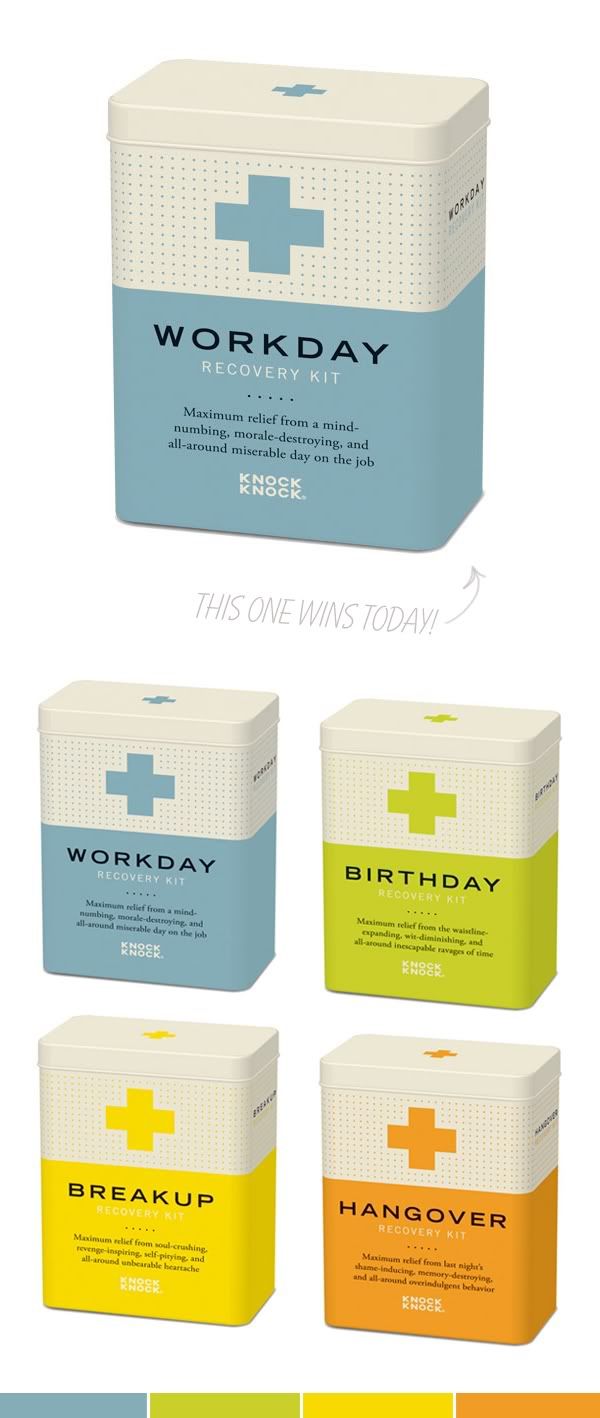 WORKDAY
RECOVERY KIT
WORKDAY
RECOVERY KIT
Maximum relief from a mind-
numbing, morale-destroying, and
all-around miserable day on the job
KNOCK
KNOCK®
THIS ONE WINS TODAY!
WORKDAY
WORKDAY
RECOVERY KIT
Maximum relief from a mind-
numbing, morale-destroying, and
all-around miserable day on the job
KNOCK
KNOCK®
BIRTHDAY
BIRTHDAY
RECOVERY KIT
Maximum relief from the waistline-
expanding, wit-diminishing, and
all-around inescapable ravages of time
KNOCK
KNOCK®
BREAKUP
BREAKUP
RECOVERY KIT
Maximum relief from soul-crushing,
revenge-inspiring, self-pitying, and
all-around unbearable heartache
KNOCK
KNOCK®
HANGOVER
HANGOVER
RECOVERY KIT
Maximum relief from last night's
shame-inducing, memory-destroying,
and all-around overindulgent behavior
KNOCK
KNOCK®